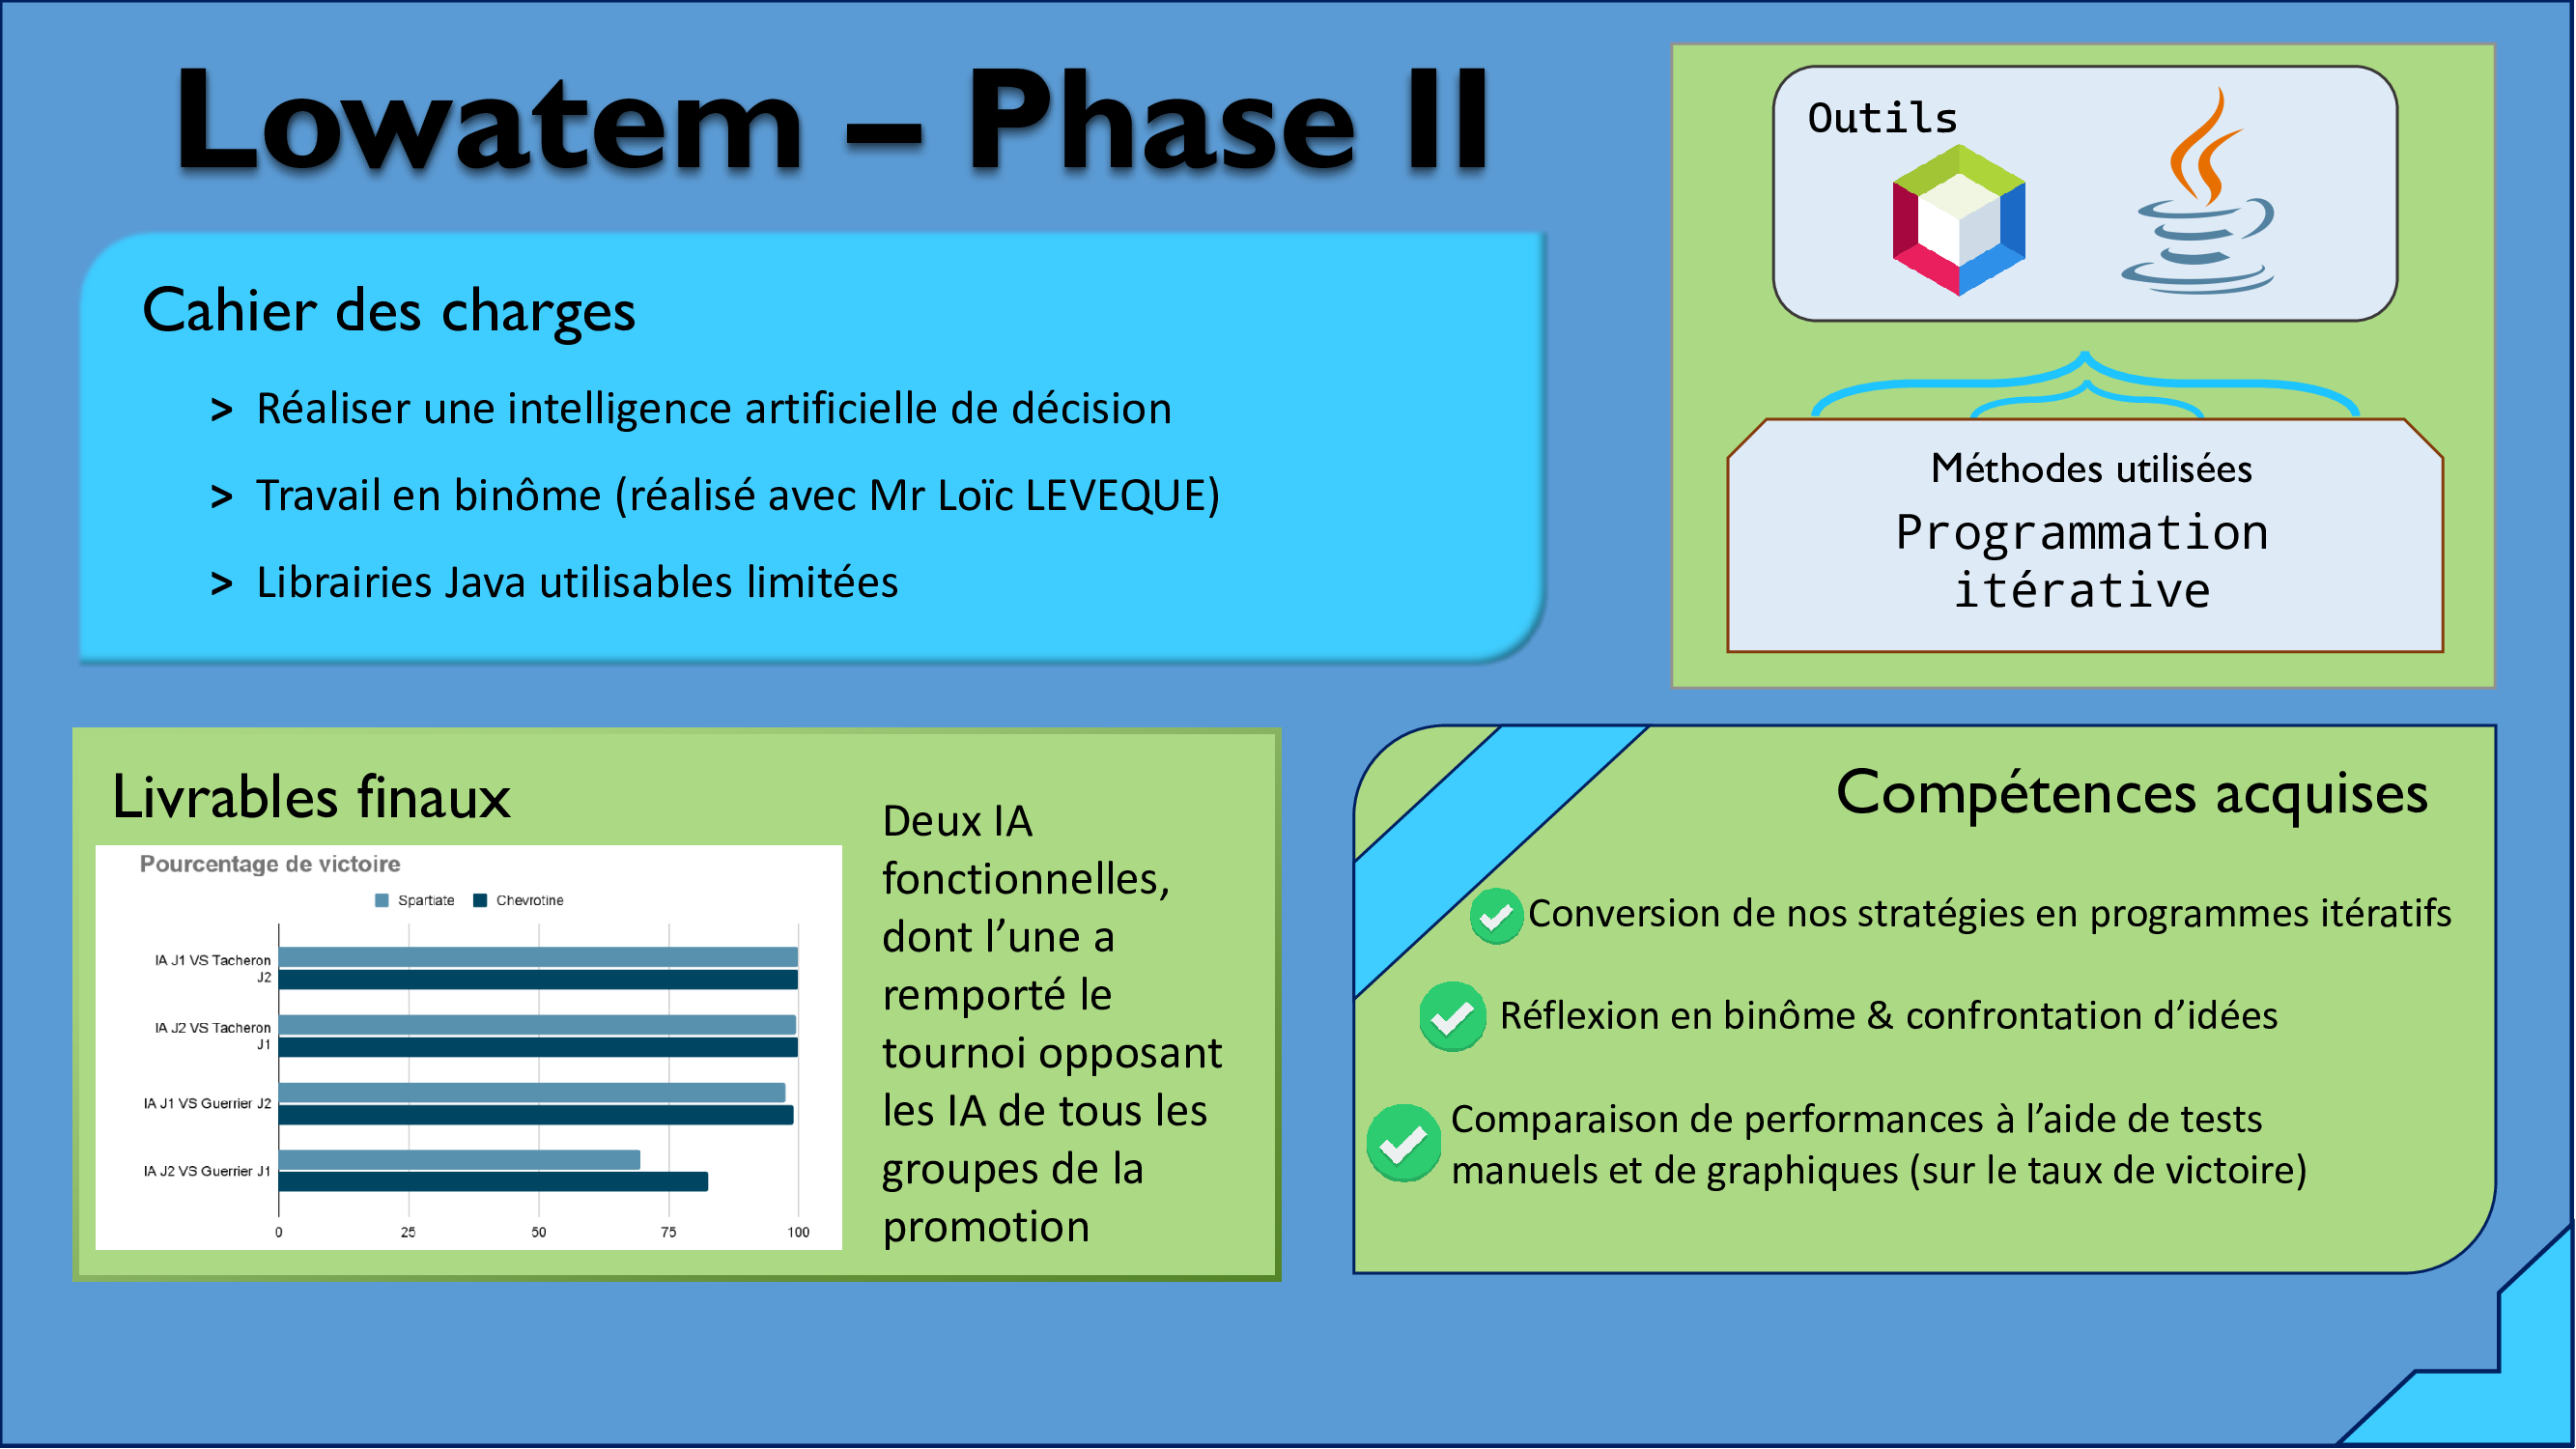 Lowatem – Phase II
Cahier des charges
> Réaliser une intelligence artificielle de décision
> Travail en binôme (réalisé avec Mr Loïc LEVEQUE)
> Librairies Java utilisables limitées
Outils
Méthodes utilisées
Programmation
itérative
Livrables finaux
Pourcentage de victoire
Spartiate
Chevrotine
IA J1 VS Tacheron
J2
IA J2 VS Tacheron
J1
IA J1 VS Guerrier J2
IA J2 VS Guerrier J1
0 25 50 75 100
Deux IA
fonctionnelles,
dont l’une a
remporté le
tournoi opposant
les IA de tous les
groupes de la
promotion
Compétences acquises
Conversion de nos stratégies en programmes itératifs
Réflexion en binôme & confrontation d’idées
Comparaison de performances à l’aide de tests
manuels et de graphiques (sur le taux de victoire)